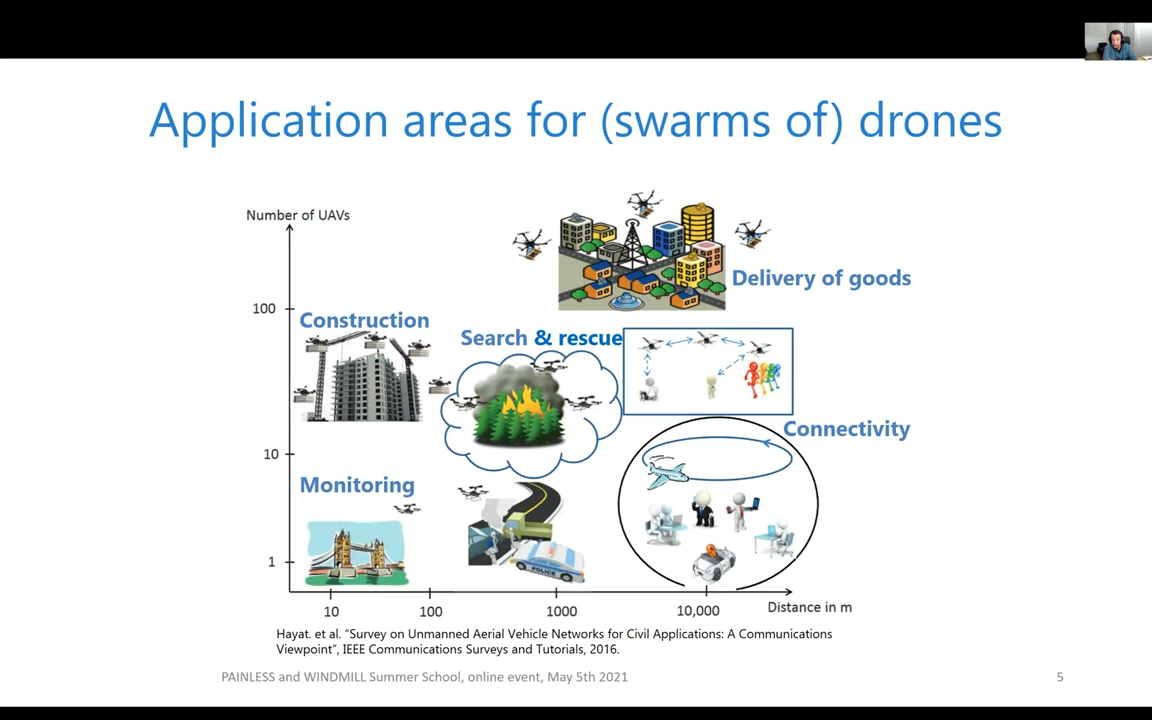 Application areas for (swarms of) drones
Number of UAVs
Delivery of goods
100
Construction
Search & rescue
Connectivity
10
Monitoring
POLICE
1
10
100
1000
10,000
Distance in m
Hayat. et al. “Survey on Unmanned Aerial Vehicle Networks for Civil Applications: A Communications
Viewpoint”, IEEE Communications Surveys and Tutorials, 2016.
PAINLESS and WINDMILL Summer School, online event, May 5th 2021
5